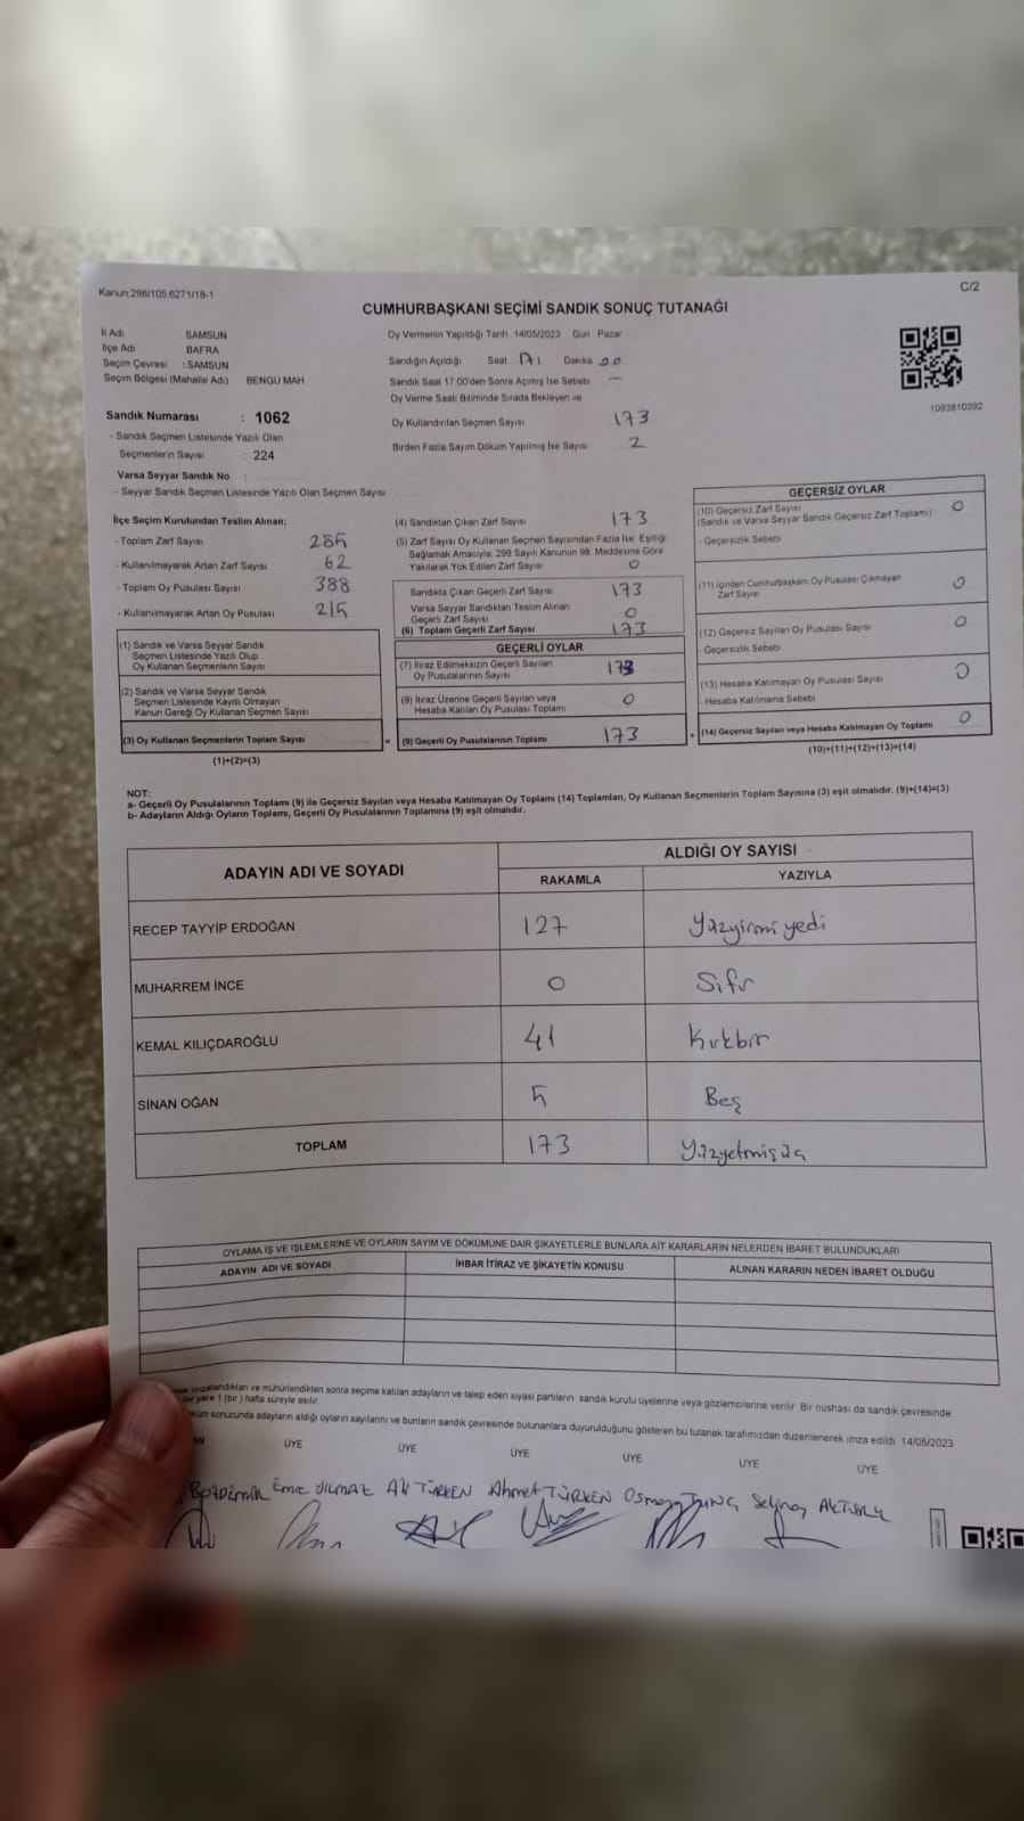 Kanun:298/105,6271/18-1
C/2
CUMHURBAŞKANI SEÇİMİ SANDIK SONUÇ TUTANAĞI
İl Adı SAMSUN
İlçe Adı BAFRA
Seçim Çevresi : SAMSUN
Seçim Bölgesi (Mahalle Adı) BENGÜ MAH
Sandık Numarası : 1062
- Sandık Seçmen Listesinde Yazılı Olan
Seçmenlerin Sayısı 224
Varsa Seyyar Sandık No
- Seyyar Sandık Seçmen Listesinde Yazılı Olan Seçmen Sayısı
Oy Vermenin Yapıldığı Tarih 14/05/2023 Gün Pazar
Sandığın Açıldığı Saat Dakika 00
Sandık Saat 17:00'den Sonra Açılmış İse Sebebi —
Oy Verme Saati Bitiminde Sırada Bekleyen ve
Oy Kullandırılan Seçmen Sayısı 173
Birden Fazla Sayım Döküm Yapılmış İse Sayısı 2
1093810392
İlçe Seçim Kurulundan Teslim Alınan;
- Toplam Zarf Sayısı 285
- Kullanılmayarak Artan Zarf Sayısı 62
- Toplam Oy Pusulası Sayısı 388
- Kullanılmayarak Artan Oy Pusulası 215
(1) Sandık ve Varsa Seyyar Sandık
Seçmen Listesinde Yazılı Olup
Oy Kullanan Seçmenlerin Sayısı
(2) Sandık ve Varsa Seyyar Sandık
Seçmen Listesinde Kayıtlı Olmayan
Kanun Gereği Oy Kullanan Seçmen Sayısı
(3) Oy Kullanan Seçmenlerin Toplam Sayısı
(1)+(2)=(3)
(4) Sandıktan Çıkan Zarf Sayısı 173
(5) Zarf Sayısı Oy Kullanan Seçmen Sayısından Fazla İse, Eşitliği
Sağlamak Amacıyla; 298 Sayılı Kanunun 98. Maddesine Göre
Yakılarak Yok Edilen Zarf Sayısı 0
Sandıkta Çıkan Geçerli Zarf Sayısı 173
Varsa Seyyar Sandıktan Teslim Alınan
Geçerli Zarf Sayısı 0
(6) Toplam Geçerli Zarf Sayısı 173
GEÇERLİ OYLAR
(7) İtiraz Edilmeksizin Geçerli Sayılan
Oy Pusulalarının Sayısı 173
(8) İtiraz Üzerine Geçerli Sayılan veya
Hesaba Katılan Oy Pusulası Toplamı 0
(9) Geçerli Oy Pusulalarının Toplamı 173
GEÇERSİZ OYLAR
(10) Geçersiz Zarf Sayısı 0
(Sandık ve Varsa Seyyar Sandık Geçersiz Zarf Toplamı)
- Geçersizlik Sebebi
(11) İçinden Cumhurbaşkanı Oy Pusulası Çıkmayan
Zarf Sayısı 0
(12) Geçersiz Sayılan Oy Pusulası Sayısı 0
- Geçersizlik Sebebi
(13) Hesaba Katılmayan Oy Pusulası Sayısı 0
- Hesaba Katılmama Sebebi
(14) Geçersiz Sayılan veya Hesaba Katılmayan Oy Toplamı 0
(10)+(11)+(12)+(13)=(14)
NOT:
a- Geçerli Oy Pusulalarının Toplamı (9) ile Geçersiz Sayılan veya Hesaba Katılmayan Oy Toplamı (14) Toplamları, Oy Kullanan Seçmenlerin Toplam Sayısına (3) eşit olmalıdır. (9)+(14)=(3)
b- Adayların Aldığı Oyların Toplamı, Geçerli Oy Pusulalarının Toplamına (9) eşit olmalıdır.
ADAYIN ADI VE SOYADI
ALDIĞI OY SAYISI
RAKAMLA YAZIYLA
RECEP TAYYİP ERDOĞAN 127 Yüzyirmi yedi
MUHARREM İNCE 0 Sıfır
KEMAL KILIÇDAROĞLU 41 Kırkbir
SİNAN OĞAN 5 Beş
TOPLAM 173 Yüzyetmişüç
OYLAMA İŞ VE İŞLEMLERİNE VE OYLARIN SAYIM VE DÖKÜMÜNE DAİR ŞİKAYETLERLE BUNLARA AİT KARARLARIN NELERDEN İBARET BULUNDUKLARI
ADAYIN ADI VE SOYADI İHBAR İTİRAZ VE ŞİKAYETİN KONUSU ALINAN KARARIN NEDEN İBARET OLDUĞU
imzalandıktan ve mühürlendikten sonra seçime katılan adayların ve talep eden siyasi partilerin sandık kurulu üyelerine veya gözlemcilerine verilir. Bir nüshası da sandık çevresinde
yere 1 (bir) hafta süreyle asılır.
sonucunda adayların aldığı oyların sayılarını ve bunların sandık çevresinde bulunanlara duyurulduğunu gösteren bu tutanak tarafımızdan düzenlenerek imza edildi. 14/05/2023
ÜYE ÜYE ÜYE ÜYE ÜYE ÜYE
Emre YILMAZ Ali TÜRKEN Ahmet TÜRKEN Osman TUNÇ